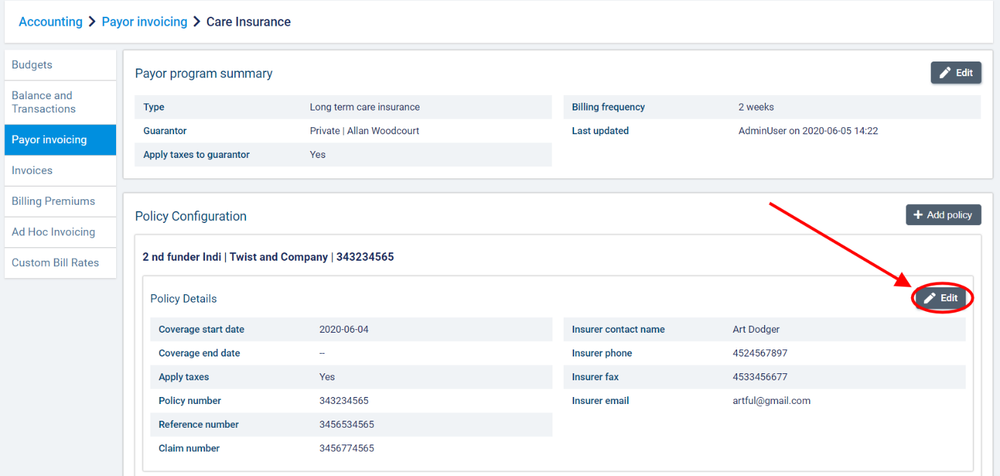 Accounting > Payor invoicing > Care Insurance
Budgets
Balance and
Transactions
Payor invoicing
Invoices
Billing Premiums
Ad Hoc Invoicing
Custom Bill Rates
Payor program summary
Edit
Type Long term care insurance
Guarantor Private | Allan Woodcourt
Apply taxes to guarantor Yes
Billing frequency 2 weeks
Last updated AdminUser on 2020-06-05 14:22
Policy Configuration
+ Add policy
2 nd funder Indi | Twist and Company | 343234565
Policy Details
Edit
Coverage start date 2020-06-04
Coverage end date --
Apply taxes Yes
Policy number 343234565
Reference number 3456534565
Claim number 3456774565
Insurer contact name Art Dodger
Insurer phone 4524567897
Insurer fax 4533456677
Insurer email artful@gmail.com